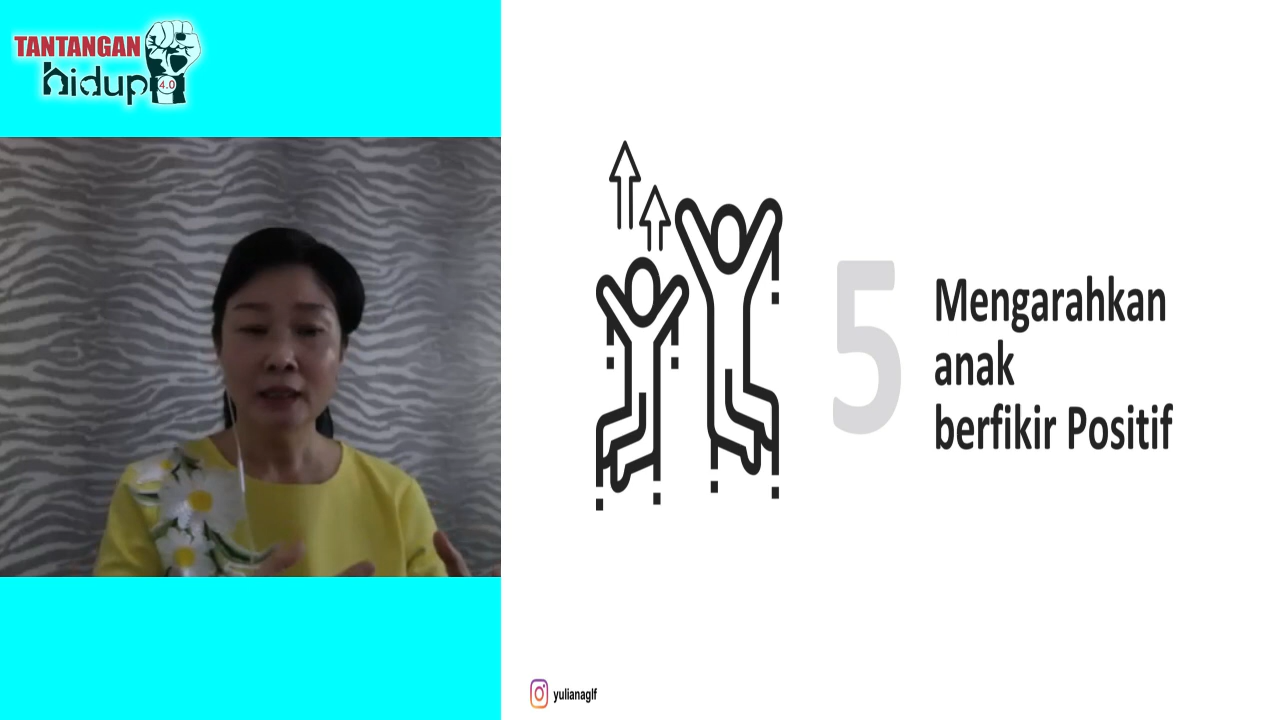 TANTANGAN
hidup
4.0
5
Mengarahkan
anak
berfikir Positif
yulianaglf